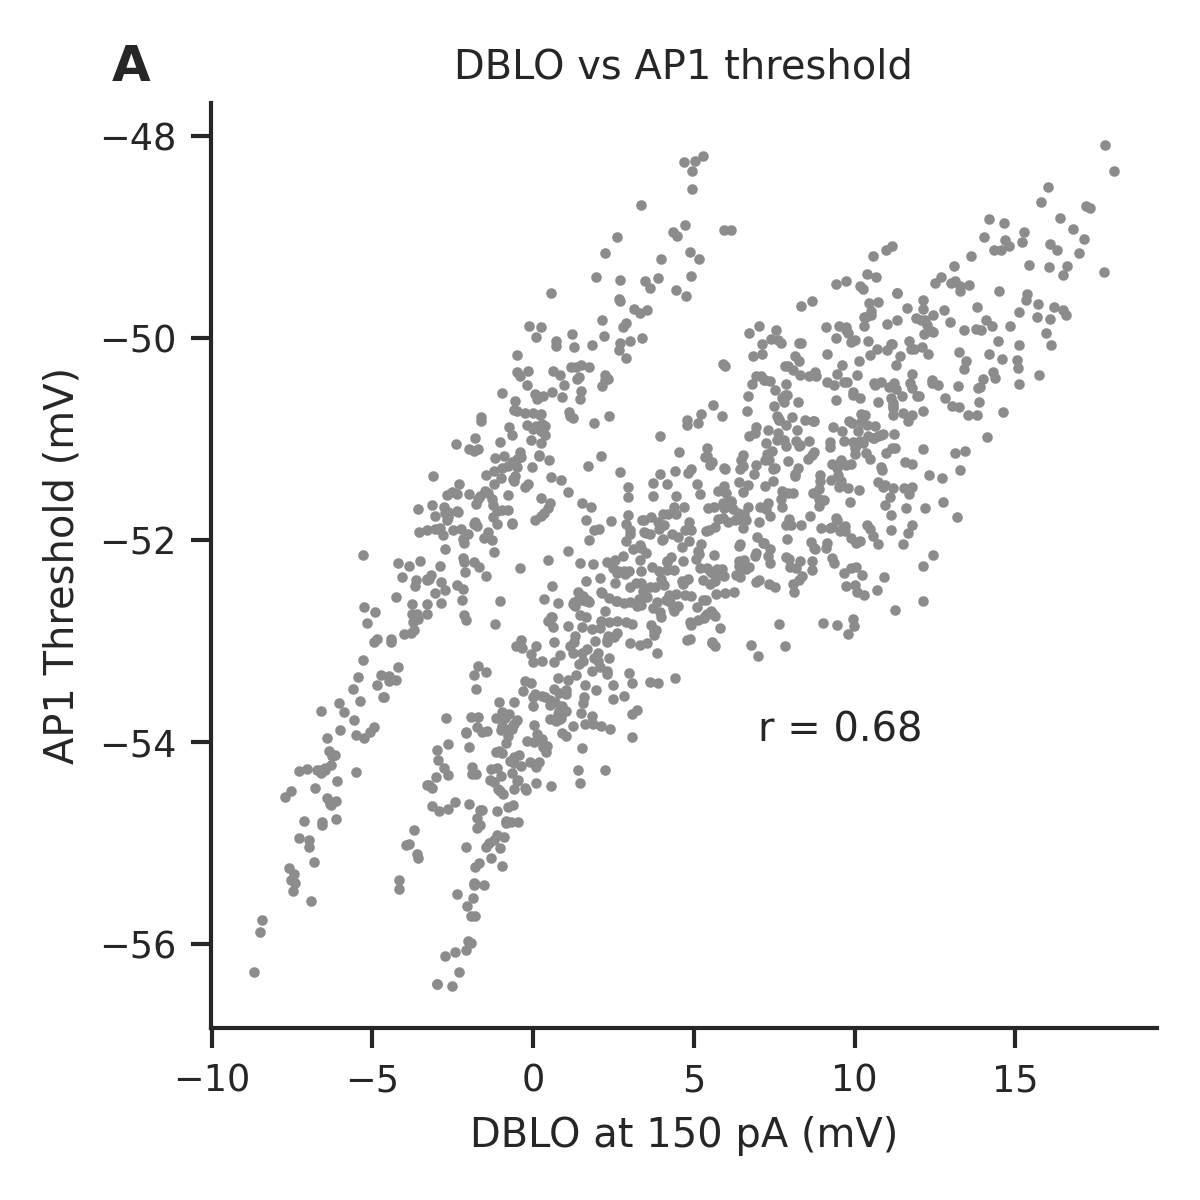 A
DBLO vs AP1 threshold
AP1 Threshold (mV)
−48
−50
−52
−54
−56
r = 0.68
−10 −5 0 5 10 15
DBLO at 150 pA (mV)